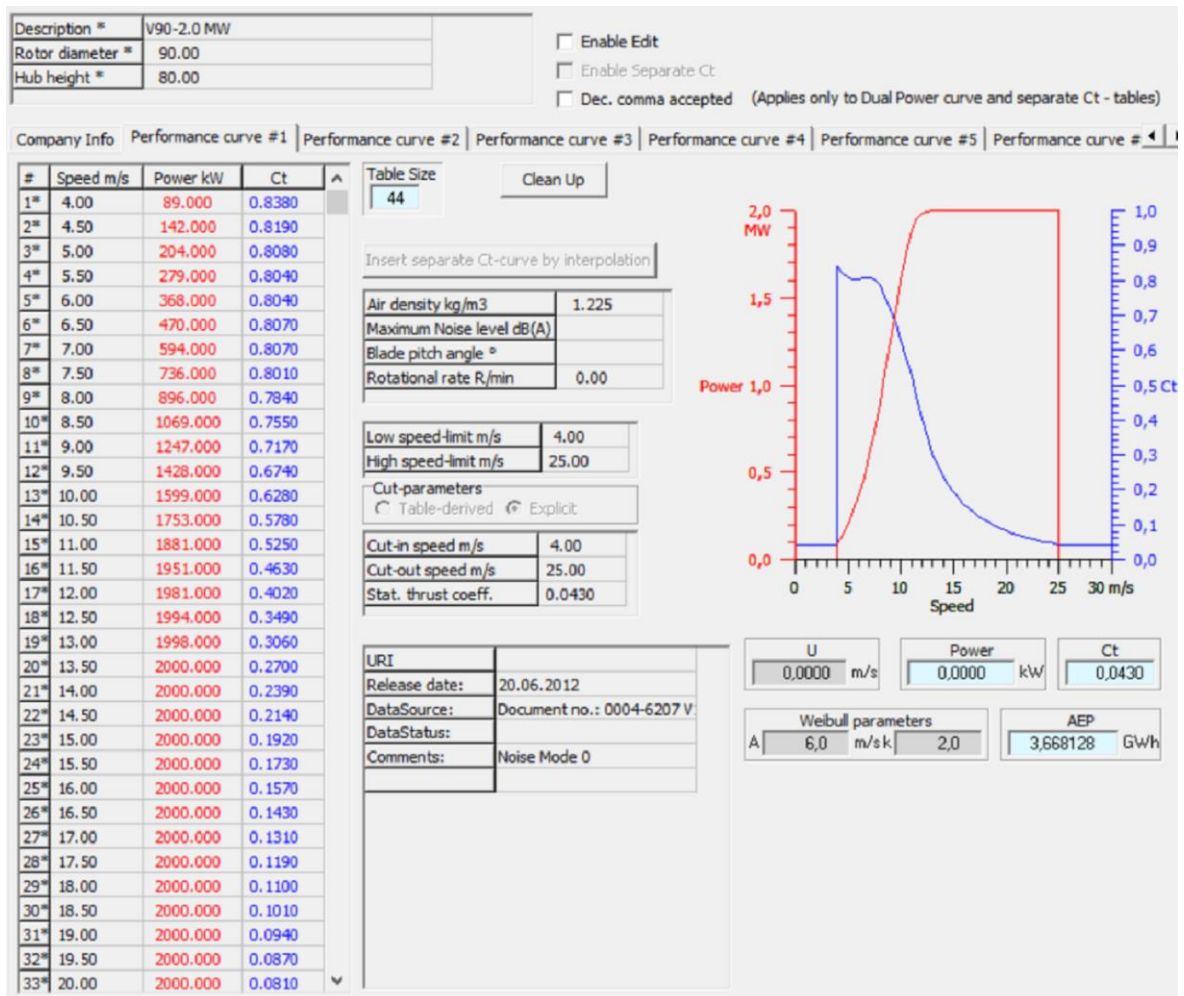 Description * V90-2.0 MW
Rotor diameter * 90.00
Hub height * 80.00
Enable Edit
Enable Separate Ct
Dec. comma accepted (Applies only to Dual Power curve and separate Ct - tables)
Company Info Performance curve #1 Performance curve #2 Performance curve #3 Performance curve #4 Performance curve #5 Performance curve #
# Speed m/s Power kW Ct
1* 4.00 89.000 0.8380
2* 4.50 142.000 0.8190
3* 5.00 204.000 0.8080
4* 5.50 279.000 0.8040
5* 6.00 368.000 0.8040
6* 6.50 470.000 0.8070
7* 7.00 594.000 0.8070
8* 7.50 736.000 0.8010
9* 8.00 896.000 0.7840
10* 8.50 1069.000 0.7550
11* 9.00 1247.000 0.7170
12* 9.50 1428.000 0.6740
13* 10.00 1599.000 0.6280
14* 10.50 1753.000 0.5780
15* 11.00 1881.000 0.5250
16* 11.50 1951.000 0.4630
17* 12.00 1981.000 0.4020
18* 12.50 1994.000 0.3490
19* 13.00 1998.000 0.3060
20* 13.50 2000.000 0.2700
21* 14.00 2000.000 0.2390
22* 14.50 2000.000 0.2140
23* 15.00 2000.000 0.1920
24* 15.50 2000.000 0.1730
25* 16.00 2000.000 0.1570
26* 16.50 2000.000 0.1430
27* 17.00 2000.000 0.1310
28* 17.50 2000.000 0.1190
29* 18.00 2000.000 0.1100
30* 18.50 2000.000 0.1010
31* 19.00 2000.000 0.0940
32* 19.50 2000.000 0.0870
33* 20.00 2000.000 0.0810
Table Size
44
Clean Up
Insert separate Ct-curve by interpolation
Air density kg/m3 1.225
Maximum Noise level dB(A)
Blade pitch angle °
Rotational rate R/min 0.00
Low speed-limit m/s 4.00
High speed-limit m/s 25.00
Cut-parameters
Table-derived Explicit
Cut-in speed m/s 4.00
Cut-out speed m/s 25.00
Stat. thrust coeff. 0.0430
URI
Release date: 20.06.2012
DataSource: Document no.: 0004-6207 V
DataStatus:
Comments: Noise Mode 0
2,0
MW
1,5
Power 1,0
0,5
0,0
1,0
0,9
0,8
0,7
0,6
0,5 Ct
0,4
0,3
0,2
0,1
0,0
0 5 10 15 20 25 30 m/s
Speed
U Power Ct
0,0000 m/s 0,0000 kW 0,0430
Weibull parameters AEP
A 6,0 m/s k 2,0 3,668128 GWh